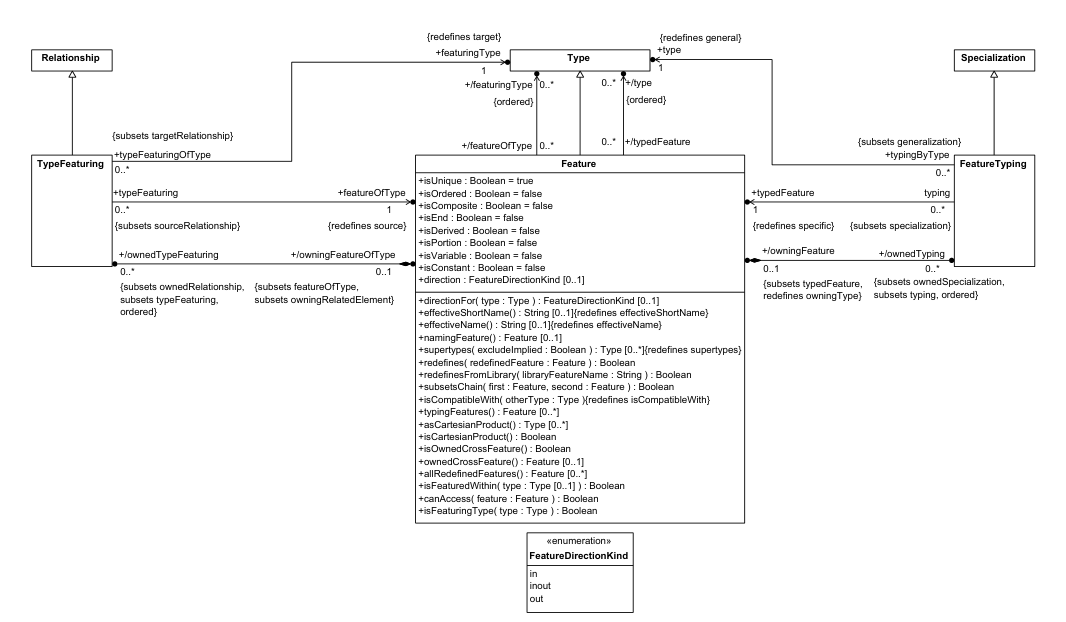 {redefines target}
{redefines general}
Relationship
+featuringType
1
Type
+type
1
Specialization
+/featuringType
0..*
{ordered}
0..*
+/type
{ordered}
{subsets targetRelationship}
+typeFeaturingOfType
0..*
+/featureOfType
0..*
0..*
+/typedFeature
{subsets generalization}
+typingByType
0..*
TypeFeaturing
Feature
FeatureTyping
+typeFeaturing
0..*
{subsets sourceRelationship}
+featureOfType
1
{redefines source}
+typedFeature
1
{redefines specific}
typing
0..*
{subsets specialization}
+/ownedTypeFeaturing
0..*
{subsets ownedRelationship,
subsets typeFeaturing,
ordered}
+/owningFeatureOfType
0..1
{subsets featureOfType,
subsets owningRelatedElement}
+/owningFeature
0..1
{subsets typedFeature,
redefines owningType}
+/ownedTyping
0..*
{subsets ownedSpecialization,
subsets typing, ordered}
+isUnique : Boolean = true
+isOrdered : Boolean = false
+isComposite : Boolean = false
+isEnd : Boolean = false
+isDerived : Boolean = false
+isPortion : Boolean = false
+isVariable : Boolean = false
+isConstant : Boolean = false
+direction : FeatureDirectionKind [0..1]
+directionFor( type : Type ) : FeatureDirectionKind [0..1]
+effectiveShortName() : String [0..1]{redefines effectiveShortName}
+effectiveName() : String [0..1]{redefines effectiveName}
+namingFeature() : Feature [0..1]
+supertypes( excludeImplied : Boolean ) : Type [0..*]{redefines supertypes}
+redefines( redefinedFeature : Feature ) : Boolean
+redefinesFromLibrary( libraryFeatureName : String ) : Boolean
+subsetsChain( first : Feature, second : Feature ) : Boolean
+isCompatibleWith( otherType : Type ){redefines isCompatibleWith}
+typingFeatures() : Feature [0..*]
+asCartesianProduct() : Type [0..*]
+isCartesianProduct() : Boolean
+isOwnedCrossFeature() : Boolean
+ownedCrossFeature() : Feature [0..1]
+allRedefinedFeatures() : Feature [0..*]
+isFeaturedWithin( type : Type [0..1] ) : Boolean
+canAccess( feature : Feature ) : Boolean
+isFeaturingType( type : Type ) : Boolean
«enumeration»
FeatureDirectionKind
in
inout
out